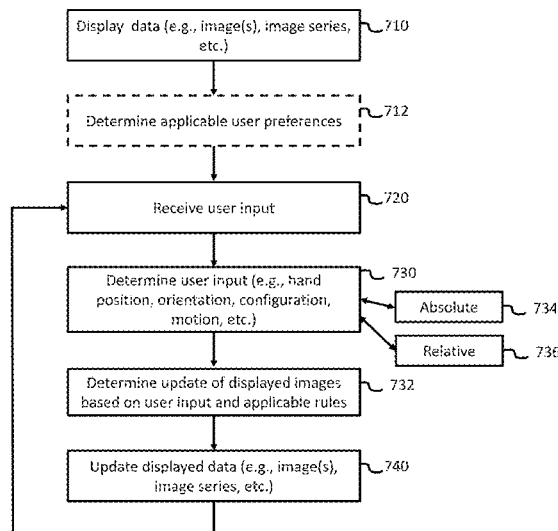 Display data (e.g., image(s), image series,
etc.)
710
Determine applicable user preferences
712
Receive user input
720
Determine user input (e.g., hand
position, orientation, configuration,
motion, etc.)
730
Absolute
734
Relative
736
Determine update of displayed images
based on user input and applicable rules
732
Update displayed data (e.g., image(s),
image series, etc.)
740